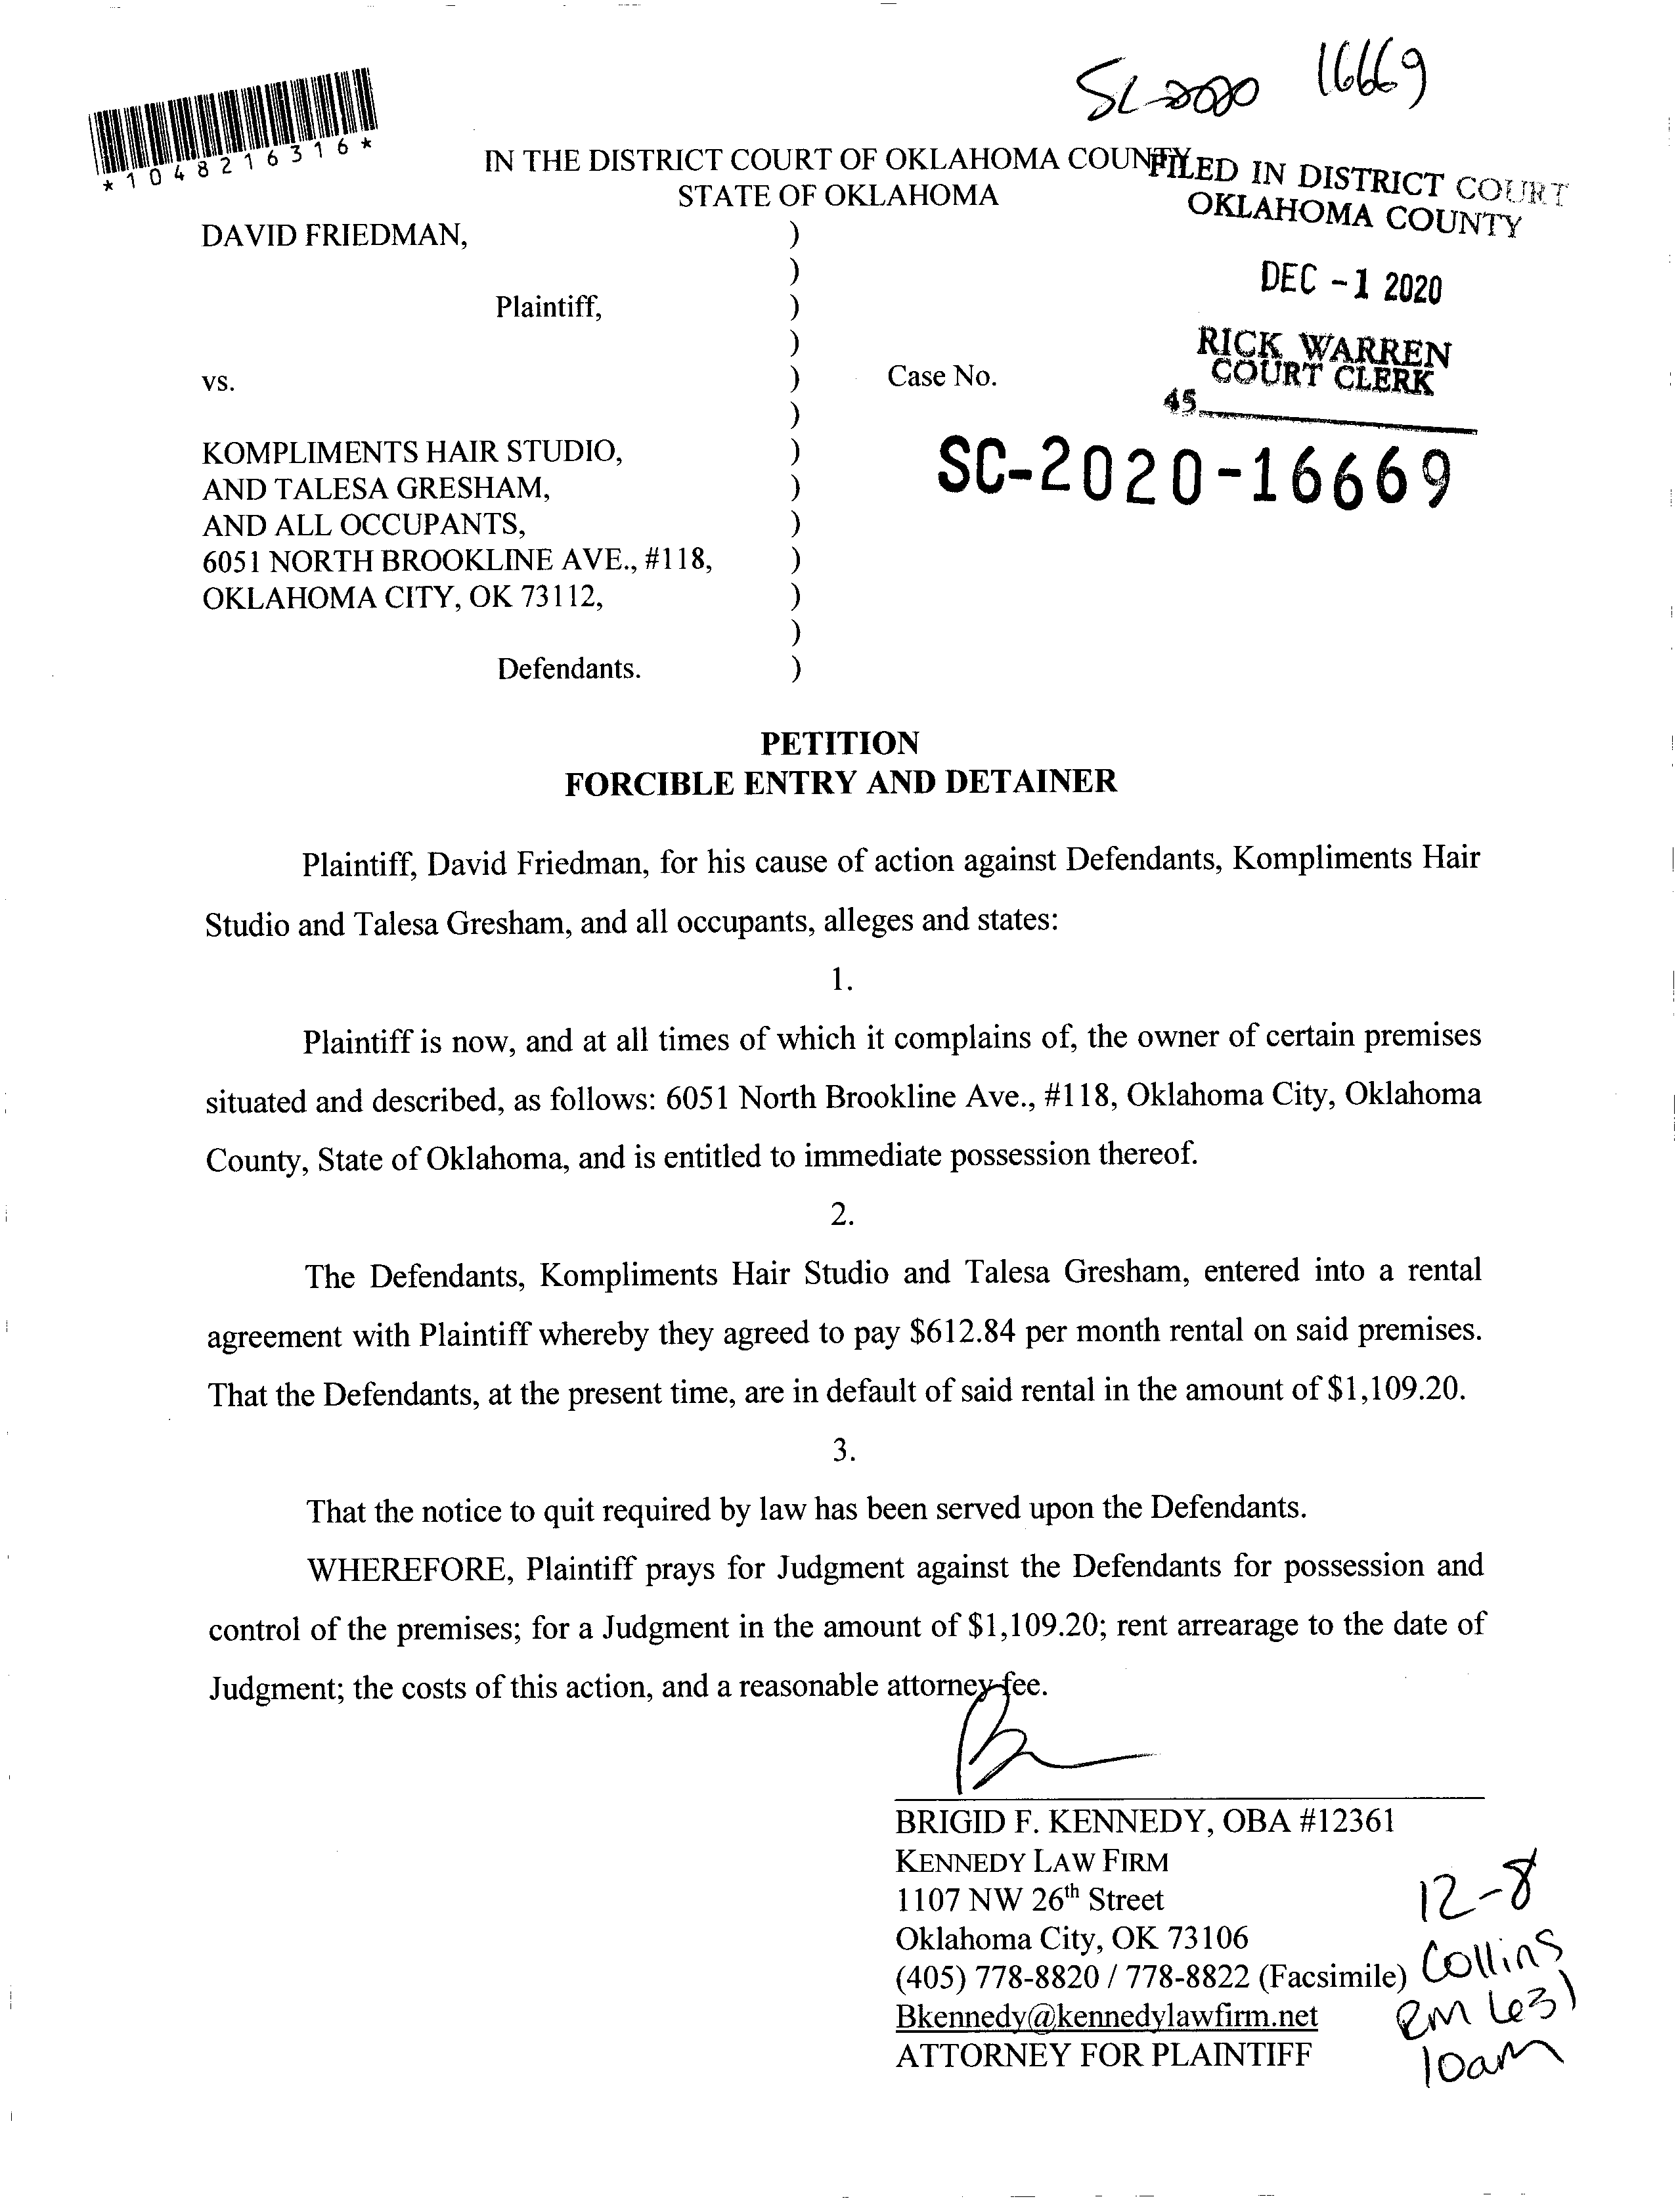 SC-2020 16669
*1048216316*
IN THE DISTRICT COURT OF OKLAHOMA COUNTY
STATE OF OKLAHOMA
FILED IN DISTRICT COURT
OKLAHOMA COUNTY
DEC -1 2020
RICK WARREN
COURT CLERK
45
DAVID FRIEDMAN, )
)
Plaintiff, )
)
vs. ) Case No.
)
SC-2020-16669
KOMPLIMENTS HAIR STUDIO, )
AND TALESA GRESHAM, )
AND ALL OCCUPANTS, )
6051 NORTH BROOKLINE AVE., #118, )
OKLAHOMA CITY, OK 73112, )
)
Defendants. )
PETITION
FORCIBLE ENTRY AND DETAINER
Plaintiff, David Friedman, for his cause of action against Defendants, Kompliments Hair
Studio and Talesa Gresham, and all occupants, alleges and states:
1.
Plaintiff is now, and at all times of which it complains of, the owner of certain premises
situated and described, as follows: 6051 North Brookline Ave., #118, Oklahoma City, Oklahoma
County, State of Oklahoma, and is entitled to immediate possession thereof.
2.
The Defendants, Kompliments Hair Studio and Talesa Gresham, entered into a rental
agreement with Plaintiff whereby they agreed to pay $612.84 per month rental on said premises.
That the Defendants, at the present time, are in default of said rental in the amount of $1,109.20.
3.
That the notice to quit required by law has been served upon the Defendants.
WHEREFORE, Plaintiff prays for Judgment against the Defendants for possession and
control of the premises; for a Judgment in the amount of $1,109.20; rent arrearage to the date of
Judgment; the costs of this action, and a reasonable attorney fee.
BRIGID F. KENNEDY, OBA #12361
KENNEDY LAW FIRM
1107 NW 26th Street
Oklahoma City, OK 73106
(405) 778-8820 / 778-8822 (Facsimile)
Bkennedy@kennedylawfirm.net
ATTORNEY FOR PLAINTIFF
12-8
Collins
RM 631
10am